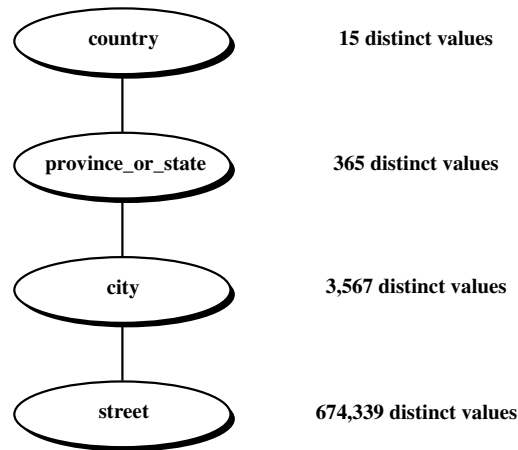 country 15 distinct values
province_or_state 365 distinct values
city 3,567 distinct values
street 674,339 distinct values